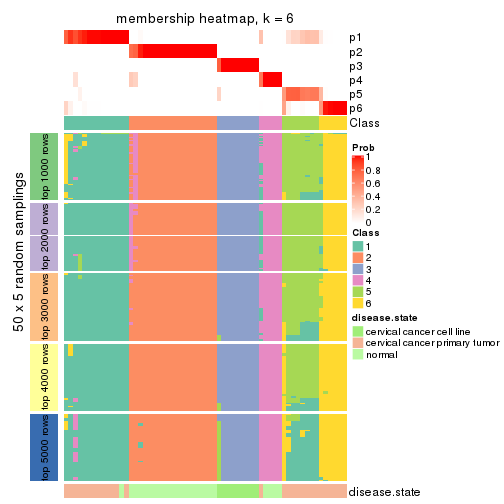 membership heatmap, k = 6
p1
p2
p3
p4
p5
p6
Class
50 x 5 random samplings
top 1000 rows
top 2000 rows
top 3000 rows
top 4000 rows
top 5000 rows
Prob
1
0.8
0.6
0.4
0.2
0
Class
1
2
3
4
5
6
disease.state
cervical cancer cell line
cervical cancer primary tumor
normal
disease.state